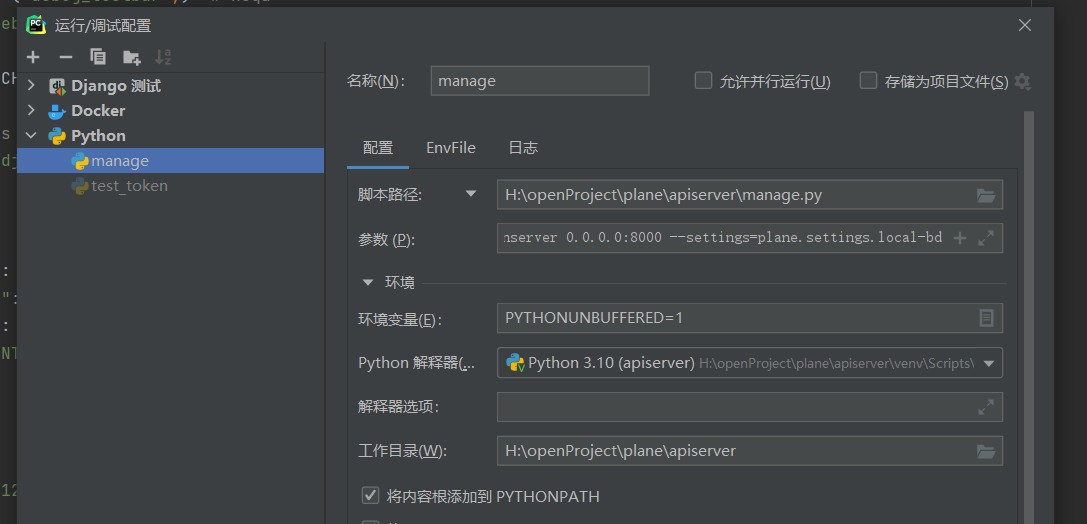 运行/调试配置
Django 测试
Docker
Python
manage
test_token
名称(N):
manage
允许并行运行(U)
存储为项目文件(S)
配置
EnvFile
日志
脚本路径:
H:\openProject\plane\apiserver\manage.py
参数 (P):
nserver 0.0.0.0:8000 --settings=plane.settings.local-bd
环境
环境变量(E):
PYTHONUNBUFFERED=1
Python 解释器(...
Python 3.10 (apiserver) H:\openProject\plane\apiserver\venv\Scripts\
解释器选项:
工作目录(W):
H:\openProject\plane\apiserver
将内容根添加到 PYTHONPATH